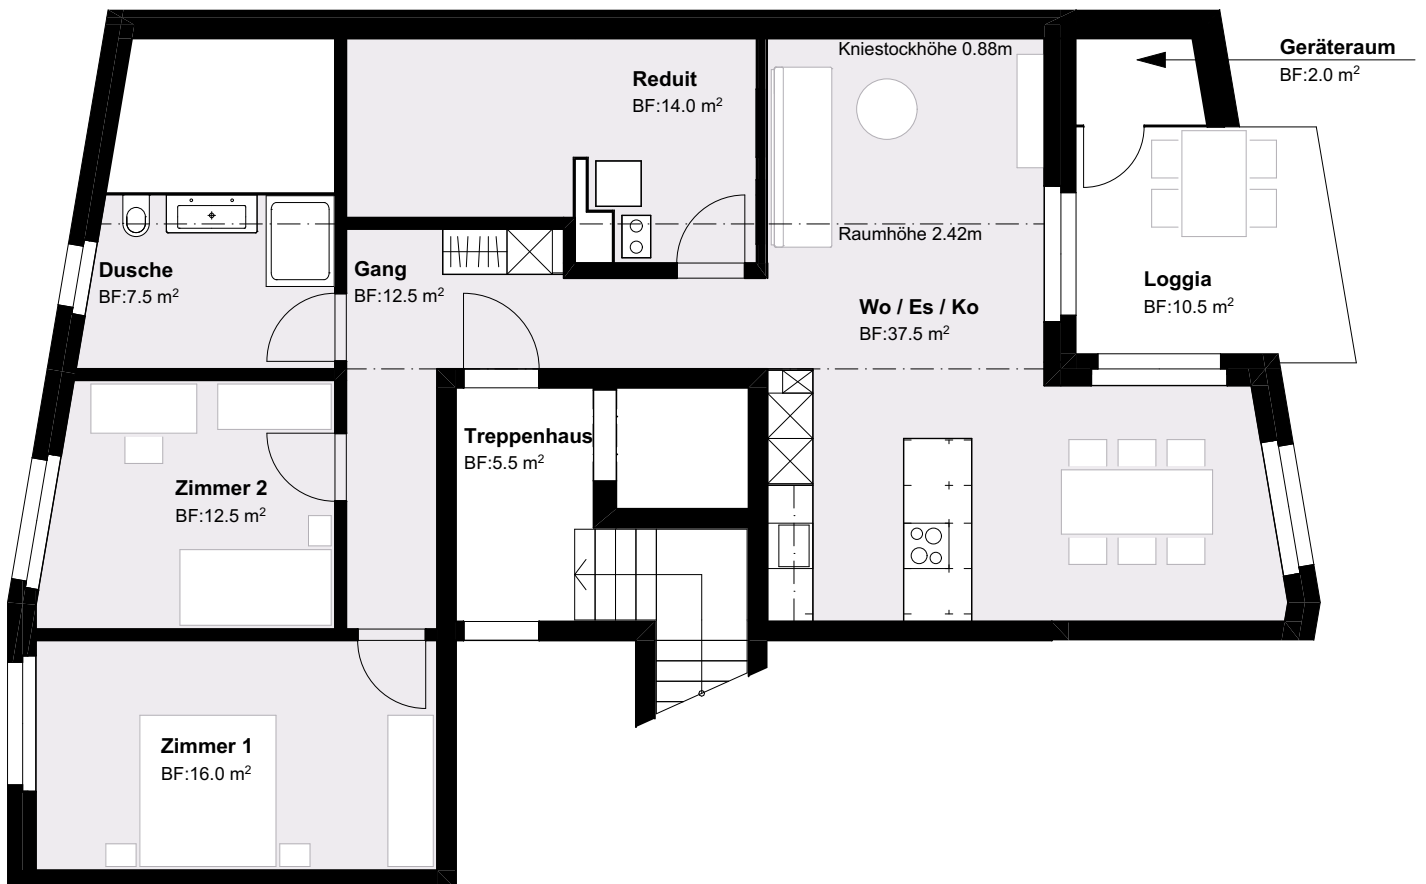 Kniestockhöhe 0.88m
Geräteraum
BF:2.0 m²
Reduit
BF:14.0 m²
Raumhöhe 2.42m
Dusche
BF:7.5 m²
Gang
BF:12.5 m²
Loggia
BF:10.5 m²
Wo / Es / Ko
BF:37.5 m²
Treppenhaus
BF:5.5 m²
Zimmer 2
BF:12.5 m²
Zimmer 1
BF:16.0 m²